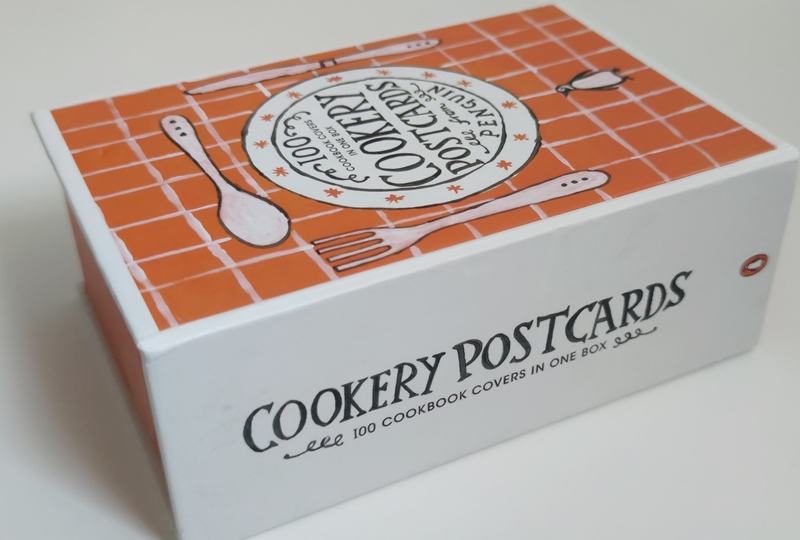 COOKERY
POSTCARDS
from
PENGUIN
100
COOKBOOK COVERS
IN ONE BOX
COOKERY POSTCARDS
100 COOKBOOK COVERS IN ONE BOX